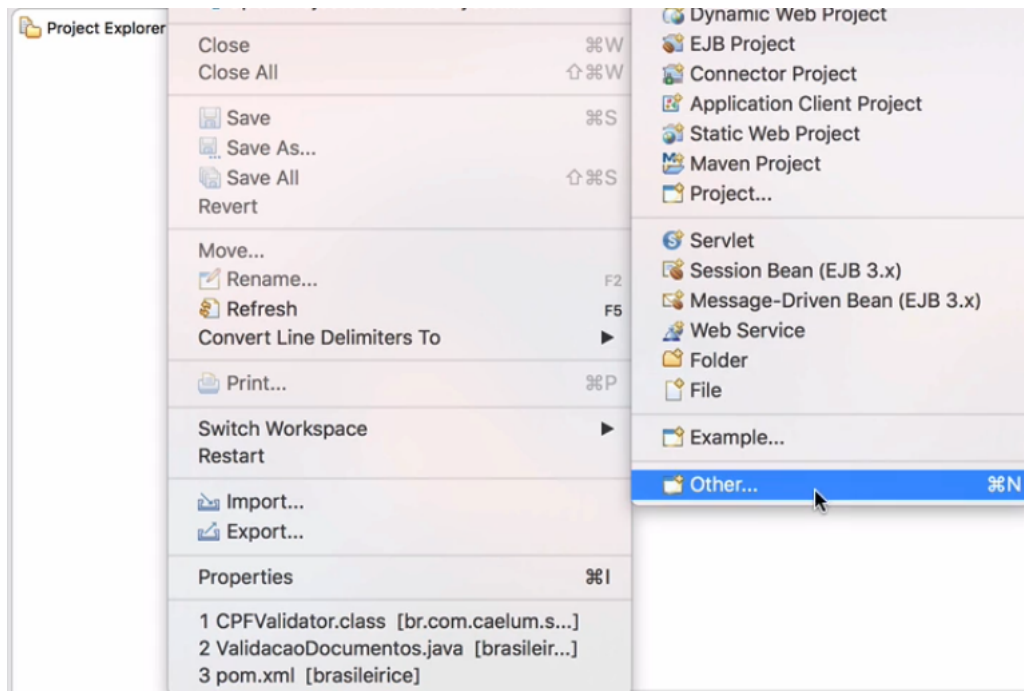 Project Explorer
Close ⌘W
Close All ⇧⌘W
Save ⌘S
Save As...
Save All ⇧⌘S
Revert
Move...
Rename... F2
Refresh F5
Convert Line Delimiters To ▶
Print... ⌘P
Switch Workspace ▶
Restart
Import...
Export...
Properties ⌘I
1 CPFValidator.class [br.com.caelum.s...]
2 ValidacaoDocumentos.java [brasileir...]
3 pom.xml [brasileirice]
Dynamic Web Project
EJB Project
Connector Project
Application Client Project
Static Web Project
Maven Project
Project...
Servlet
Session Bean (EJB 3.x)
Message-Driven Bean (EJB 3.x)
Web Service
Folder
File
Example...
Other... ⌘N